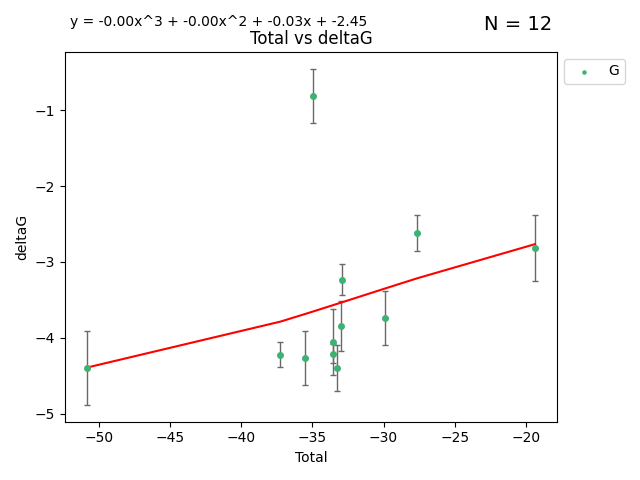 y = -0.00x^3 + -0.00x^2 + -0.03x + -2.45
N = 12
Total vs deltaG
G
−1
−2
−3
−4
−5
deltaG
−50
−45
−40
−35
−30
−25
−20
Total